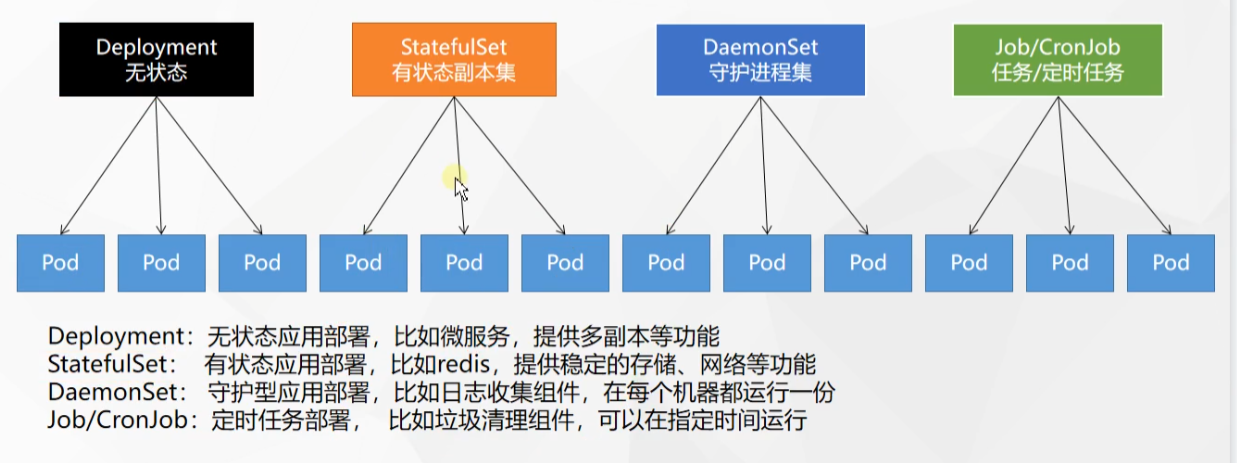 Deployment
无状态
StatefulSet
有状态副本集
DaemonSet
守护进程集
Job/CronJob
任务/定时任务
Pod Pod Pod Pod Pod Pod Pod Pod Pod Pod Pod Pod
Deployment：无状态应用部署，比如微服务，提供多副本等功能
StatefulSet： 有状态应用部署，比如redis，提供稳定的存储、网络等功能
DaemonSet：守护型应用部署，比如日志收集组件，在每个机器都运行一份
Job/CronJob：定时任务部署， 比如垃圾清理组件，可以在指定时间运行